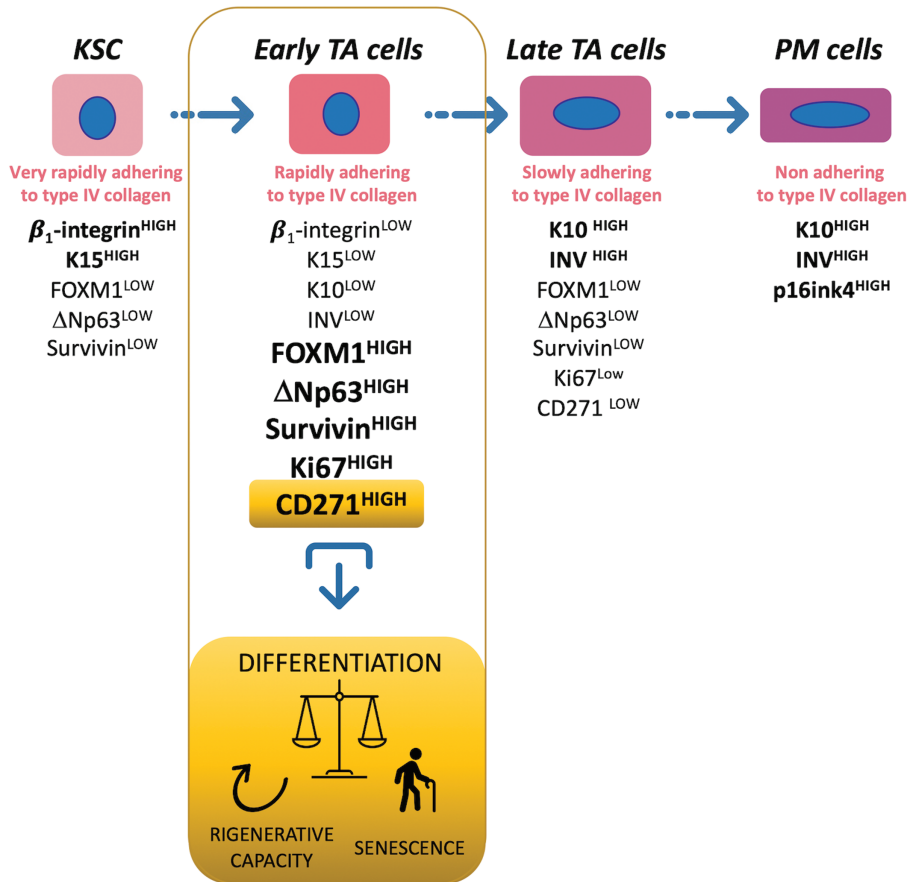 KSC
Very rapidly adhering
to type IV collagen
β₁-integrinHIGH
K15HIGH
FOXM1LOW
ΔNp63LOW
SurvivinLOW
Early TA cells
Rapidly adhering
to type IV collagen
β₁-integrinLOW
K15LOW
K10LOW
INVLOW
FOXM1HIGH
ΔNp63HIGH
SurvivinHIGH
Ki67HIGH
CD271HIGH
DIFFERENTIATION
RIGENERATIVE
CAPACITY
SENESCENCE
Late TA cells
Slowly adhering
to type IV collagen
K10 HIGH
INV HIGH
FOXM1LOW
ΔNp63LOW
SurvivinLOW
Ki67Low
CD271 LOW
PM cells
Non adhering
to type IV collagen
K10HIGH
INVHIGH
p16ink4HIGH